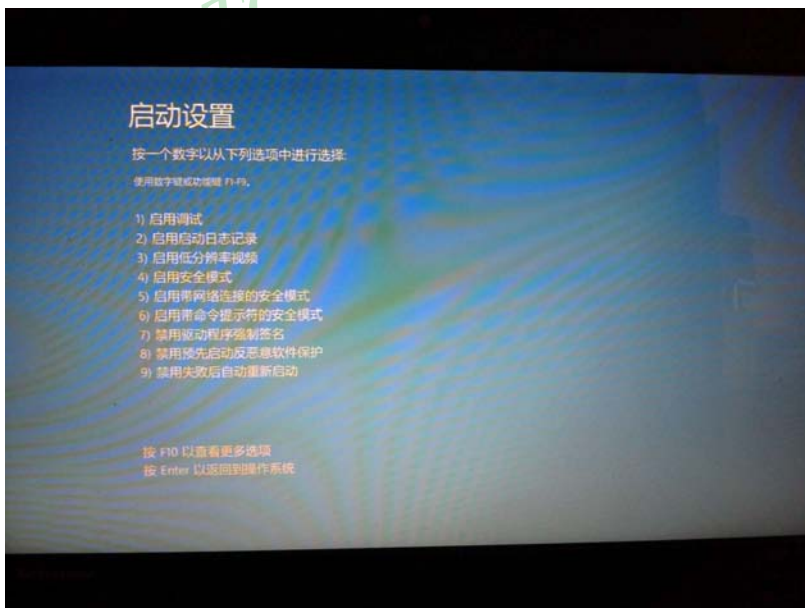 启动设置
按一个数字以从下列选项中进行选择:
使用数字键或功能键 F1-F9。
1) 启用调试
2) 启用启动日志记录
3) 启用低分辨率视频
4) 启用安全模式
5) 启用带网络连接的安全模式
6) 启用带命令提示符的安全模式
7) 禁用驱动程序强制签名
8) 禁用预先启动反恶意软件保护
9) 禁用失败后自动重新启动
按 F10 以查看更多选项
按 Enter 以返回到操作系统